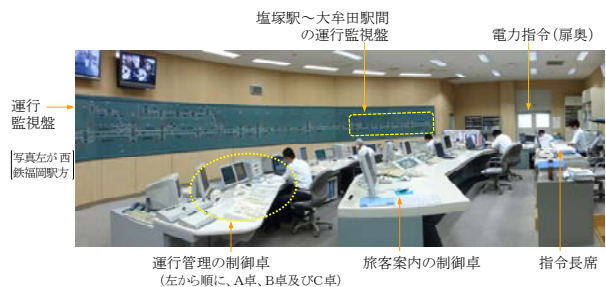 塩塚駅～大牟田駅間
の運行監視盤
電力指令（扉奥）
運行
監視盤
写真左が西
鉄福岡駅方
運行管理の制御卓
（左から順に、A卓、B卓及びC卓）
旅客案内の制御卓
指令長席